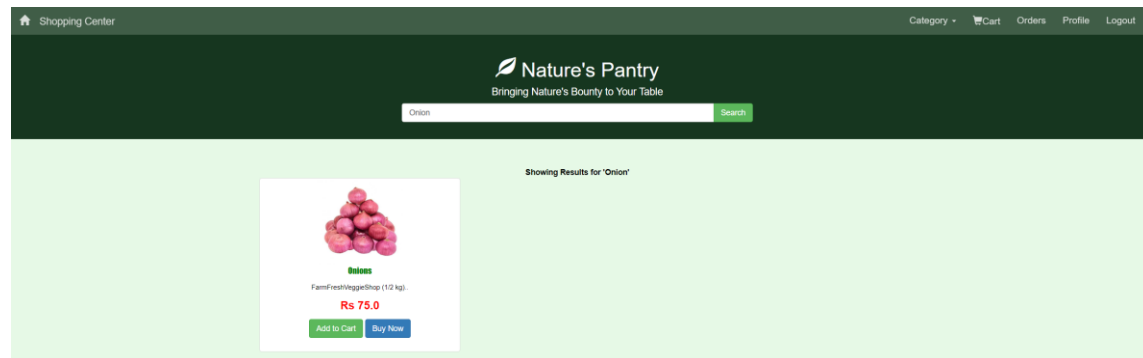 Shopping Center
Category Cart Orders Profile Logout
Nature's Pantry
Bringing Nature's Bounty to Your Table
Onion Search
Showing Results for 'Onion'
Onions
FarmFreshVeggieShop (1/2 kg)..
Rs 75.0
Add to Cart Buy Now